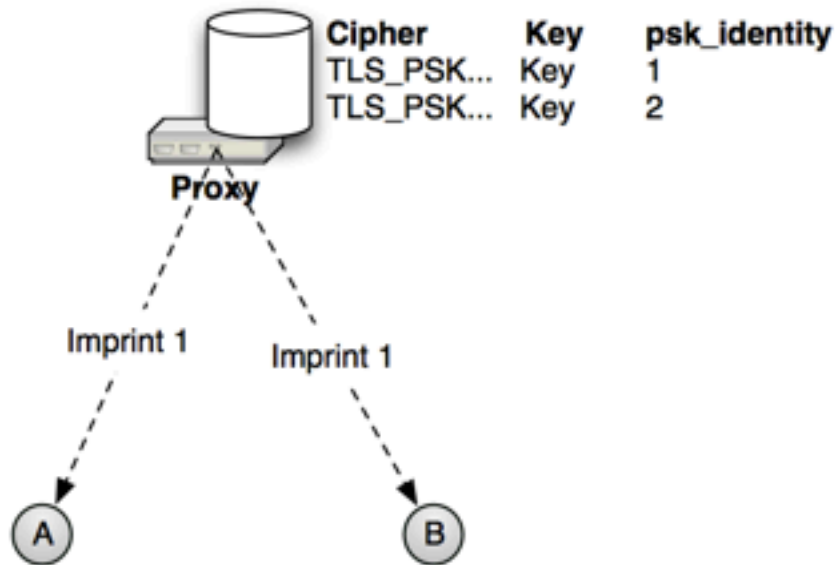 Cipher Key psk_identity
TLS_PSK... Key 1
TLS_PSK... Key 2
Proxy
Imprint 1
Imprint 1
A
B